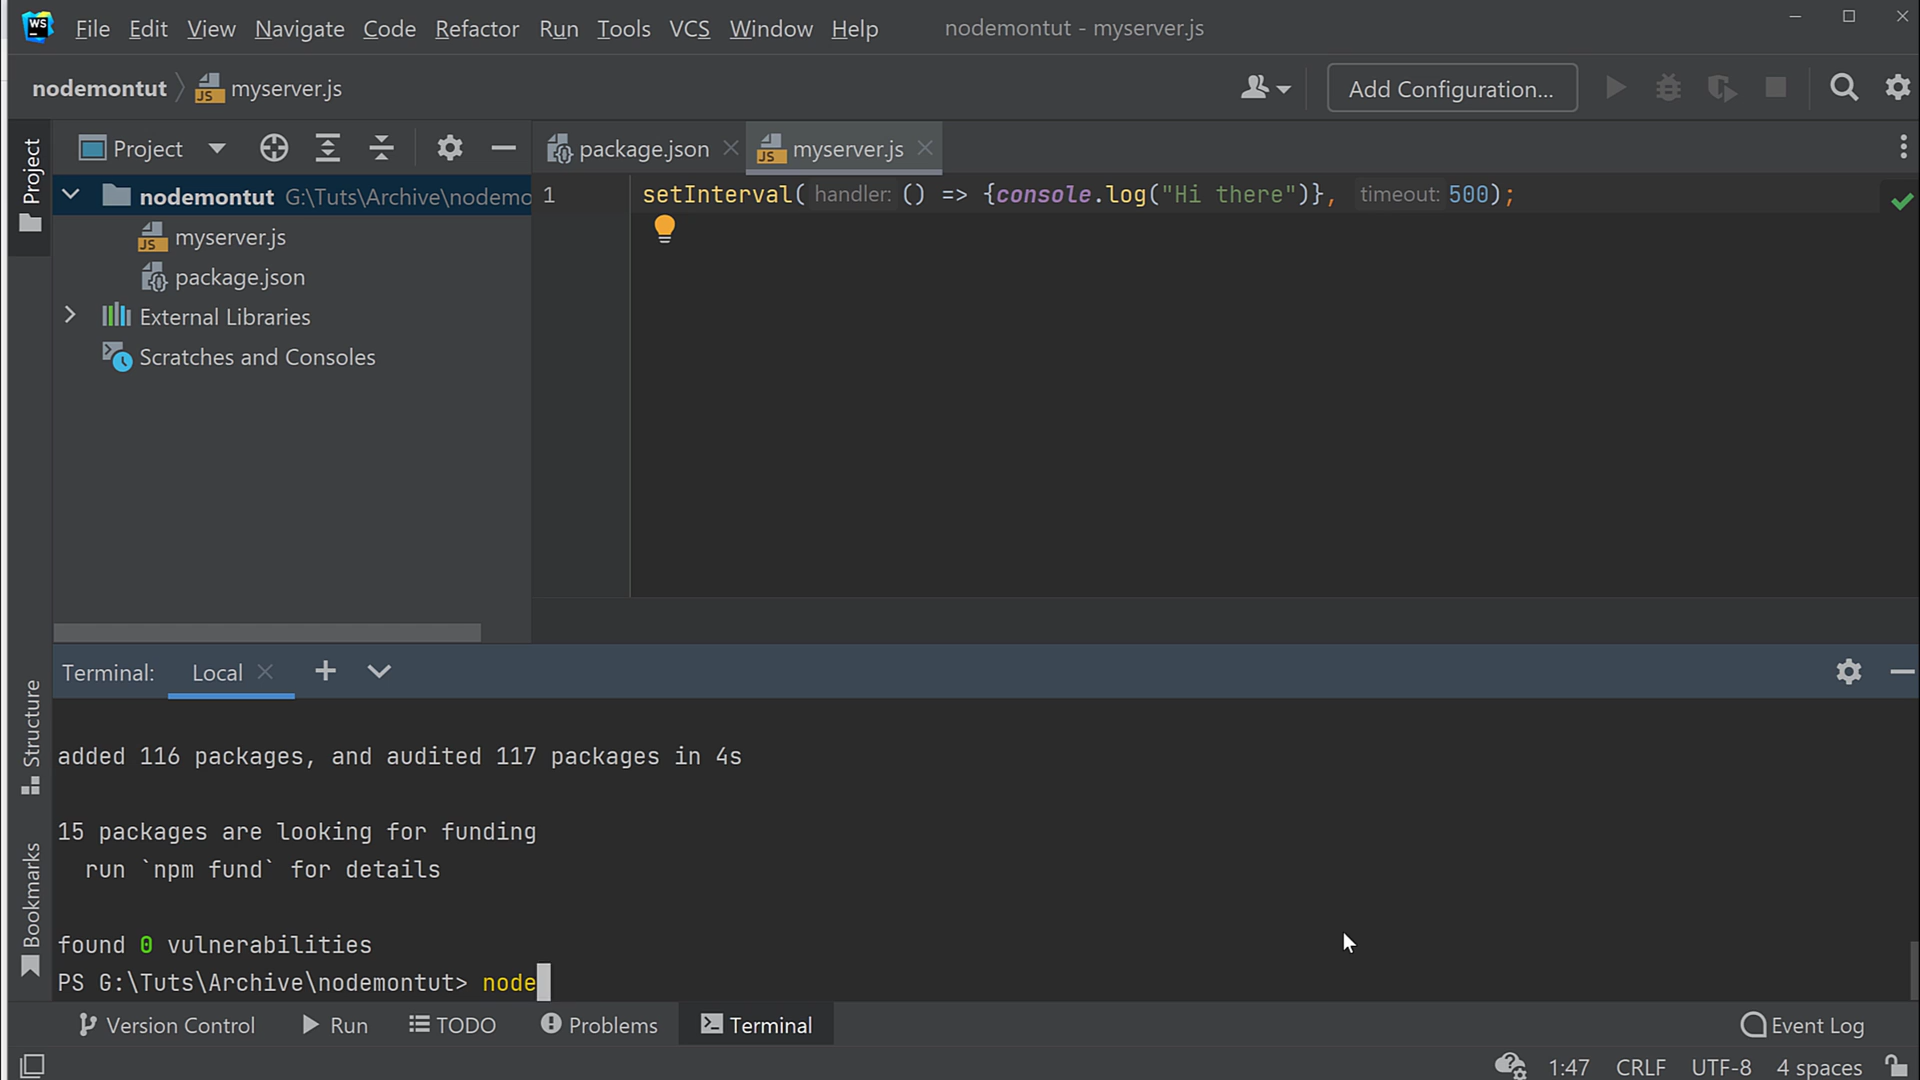 WS
File Edit View Navigate Code Refactor Run Tools VCS Window Help nodemontut - myserver.js
nodemontut myserver.js Add Configuration...
Project package.json myserver.js
Project
nodemontut G:\Tuts\Archive\nodemo
myserver.js
package.json
External Libraries
Scratches and Consoles
1 setInterval( handler: () => {console.log("Hi there")}, timeout: 500);
Terminal: Local
Structure
Bookmarks
added 116 packages, and audited 117 packages in 4s
15 packages are looking for funding
run `npm fund` for details
found 0 vulnerabilities
PS G:\Tuts\Archive\nodemontut> node
Version Control Run TODO Problems Terminal Event Log
1:47 CRLF UTF-8 4 spaces